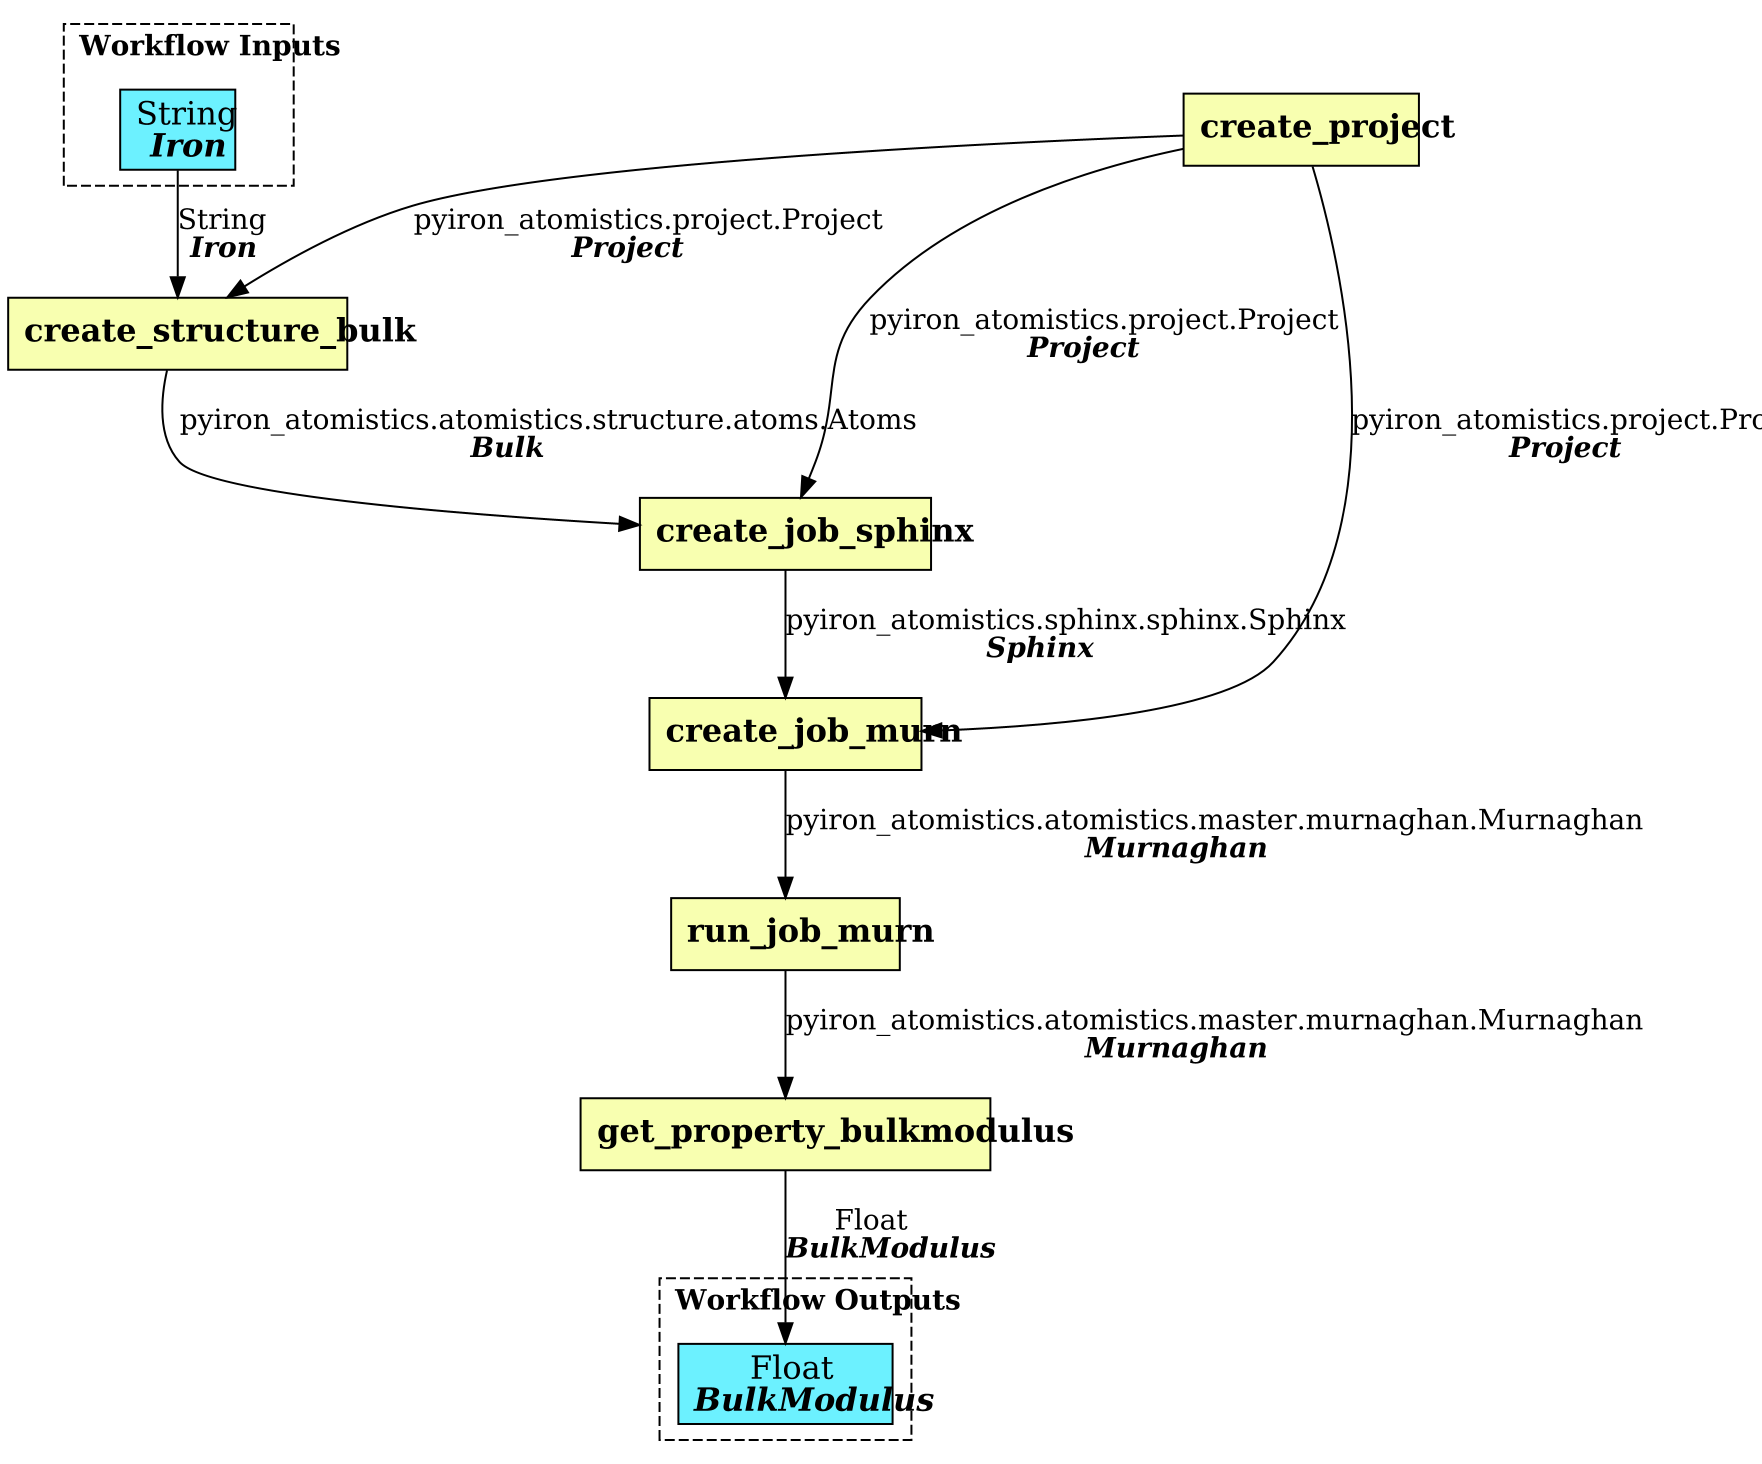 Workflow Inputs
String
Iron
create_project
String
Iron
pyiron_atomistics.project.Project
Project
create_structure_bulk
pyiron_atomistics.project.Project
Project
pyiron_atomistics.atomistics.structure.atoms.Atoms
Bulk
pyiron_atomistics.project.Pro
Project
create_job_sphinx
pyiron_atomistics.sphinx.sphinx.Sphinx
Sphinx
create_job_murn
pyiron_atomistics.atomistics.master.murnaghan.Murnaghan
Murnaghan
run_job_murn
pyiron_atomistics.atomistics.master.murnaghan.Murnaghan
Murnaghan
get_property_bulkmodulus
Float
BulkModulus
Workflow Outputs
Float
BulkModulus